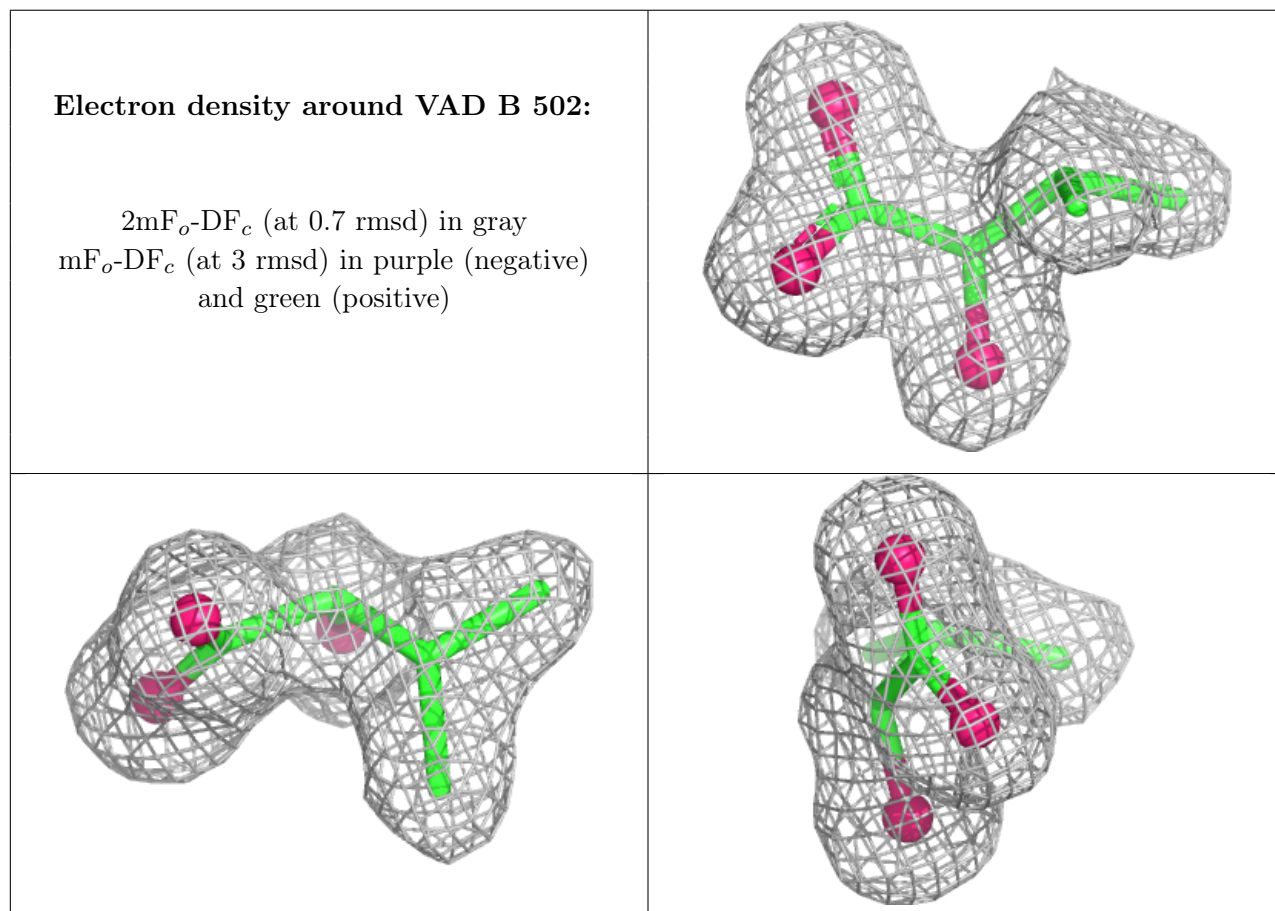 Electron density around VAD B 502:
2mFo-DFc (at 0.7 rmsd) in gray
mFo-DFc (at 3 rmsd) in purple (negative)
and green (positive)